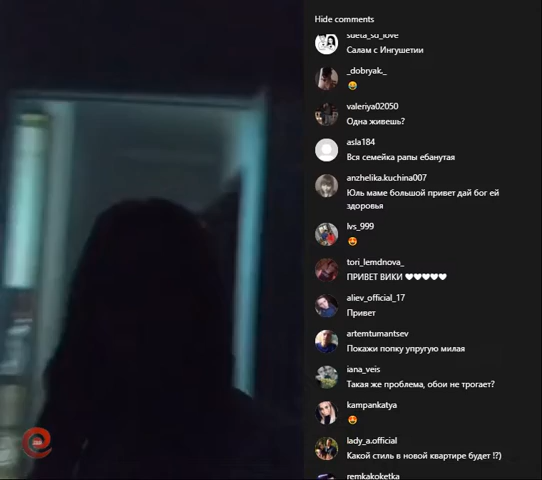 Hide comments
sueta_sd_love
Салам с Ингушетии
_dobryak._
valeriya02050
Одна живешь?
asla184
Вся семейка рапы ебанутая
anzhelika.kuchina007
Юль маме большой привет дай бог ей
здоровья
lvs_999
tori_lemdnova_
ПРИВЕТ ВИКИ 🤍🤍🤍🤍🤍
aliev_official_17
Привет
artemtumantsev
Покажи попку упругую милая
iana_veis
Такая же проблема, обои не трогает?
kampankatya
lady_a.official
Какой стиль в новой квартире будет !?)
remkakoketka